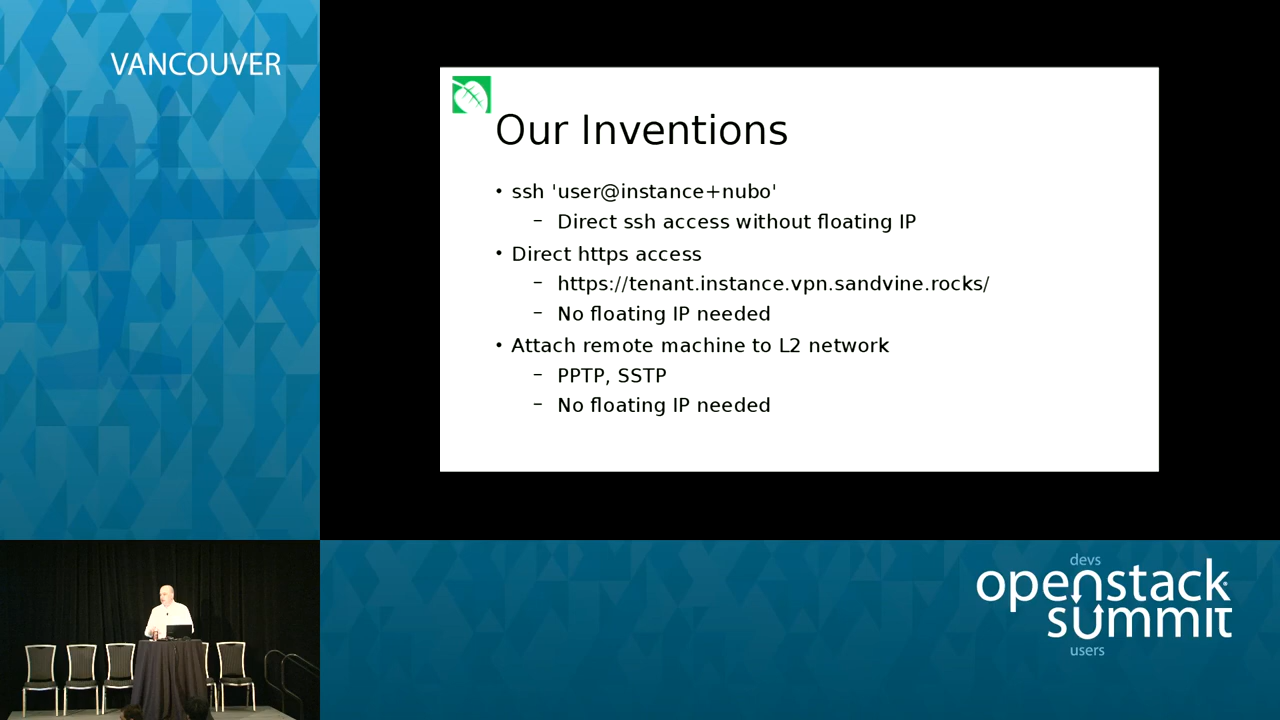 VANCOUVER
Our Inventions
• ssh 'user@instance+nubo'
– Direct ssh access without floating IP
• Direct https access
– https://tenant.instance.vpn.sandvine.rocks/
– No floating IP needed
• Attach remote machine to L2 network
– PPTP, SSTP
– No floating IP needed
devs
openstack
summit
users